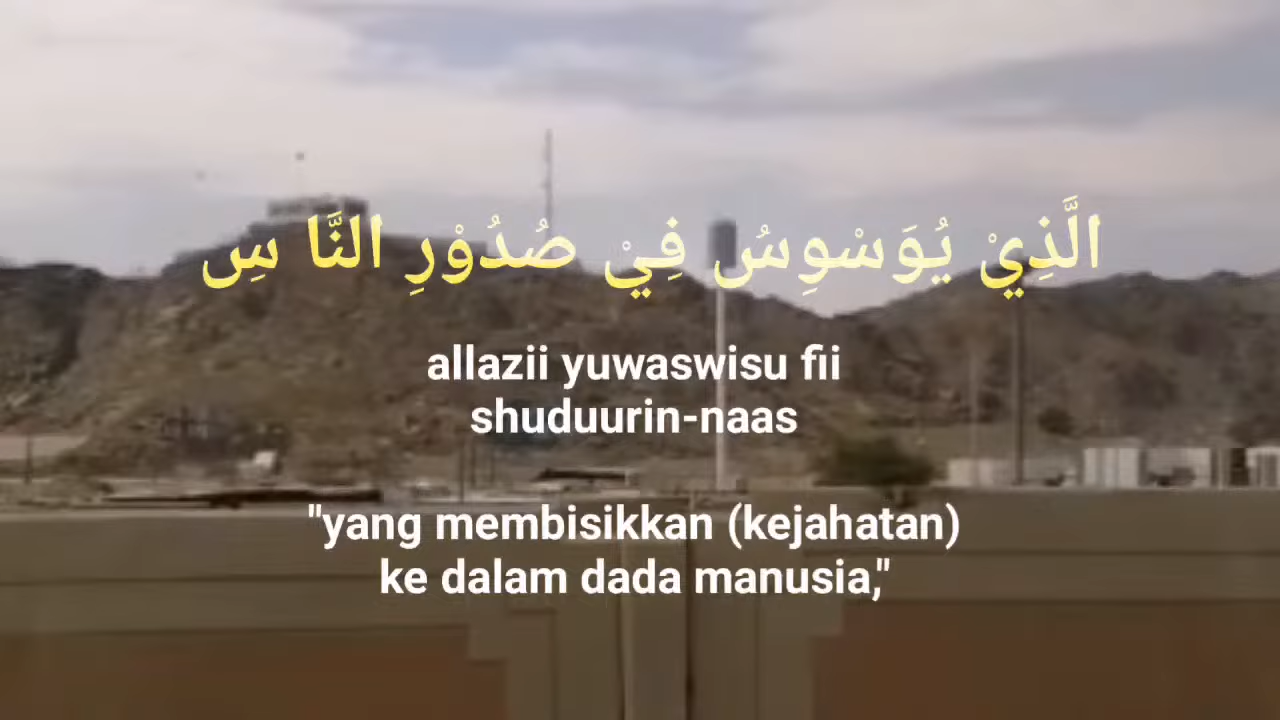 الَّذِيْ يُوَسْوِسُ فِيْ صُدُوْرِ النَّا سِ
allazii yuwaswisu fii
shuduurin-naas
"yang membisikkan (kejahatan)
ke dalam dada manusia,"